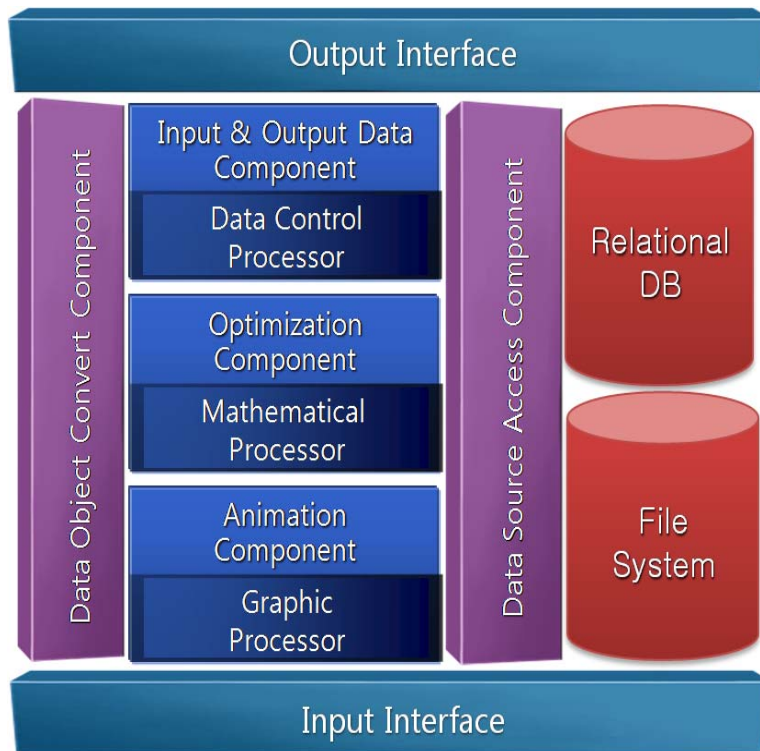 Output Interface
Data Object Convert Component
Input & Output Data
Component
Data Control
Processor
Optimization
Component
Mathematical
Processor
Animation
Component
Graphic
Processor
Data Source Access Component
Relational
DB
File
System
Input Interface